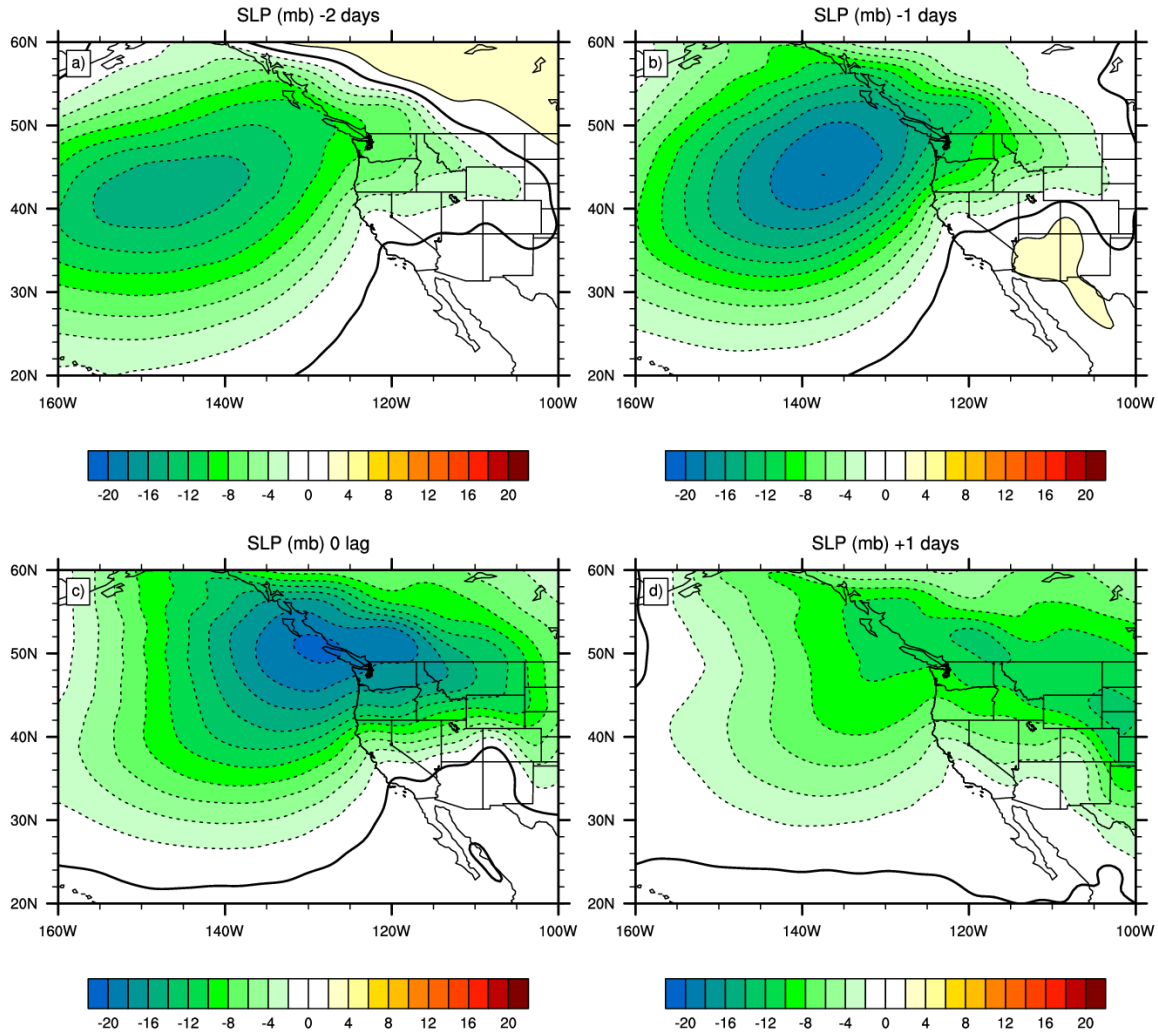 SLP (mb) -2 days
a)
60N
50N
40N
30N
20N
160W 140W 120W 100W
-20 -16 -12 -8 -4 0 4 8 12 16 20
SLP (mb) -1 days
b)
60N
50N
40N
30N
20N
160W 140W 120W 100W
-20 -16 -12 -8 -4 0 4 8 12 16 20
SLP (mb) 0 lag
c)
60N
50N
40N
30N
20N
160W 140W 120W 100W
-20 -16 -12 -8 -4 0 4 8 12 16 20
SLP (mb) +1 days
d)
60N
50N
40N
30N
20N
160W 140W 120W 100W
-20 -16 -12 -8 -4 0 4 8 12 16 20